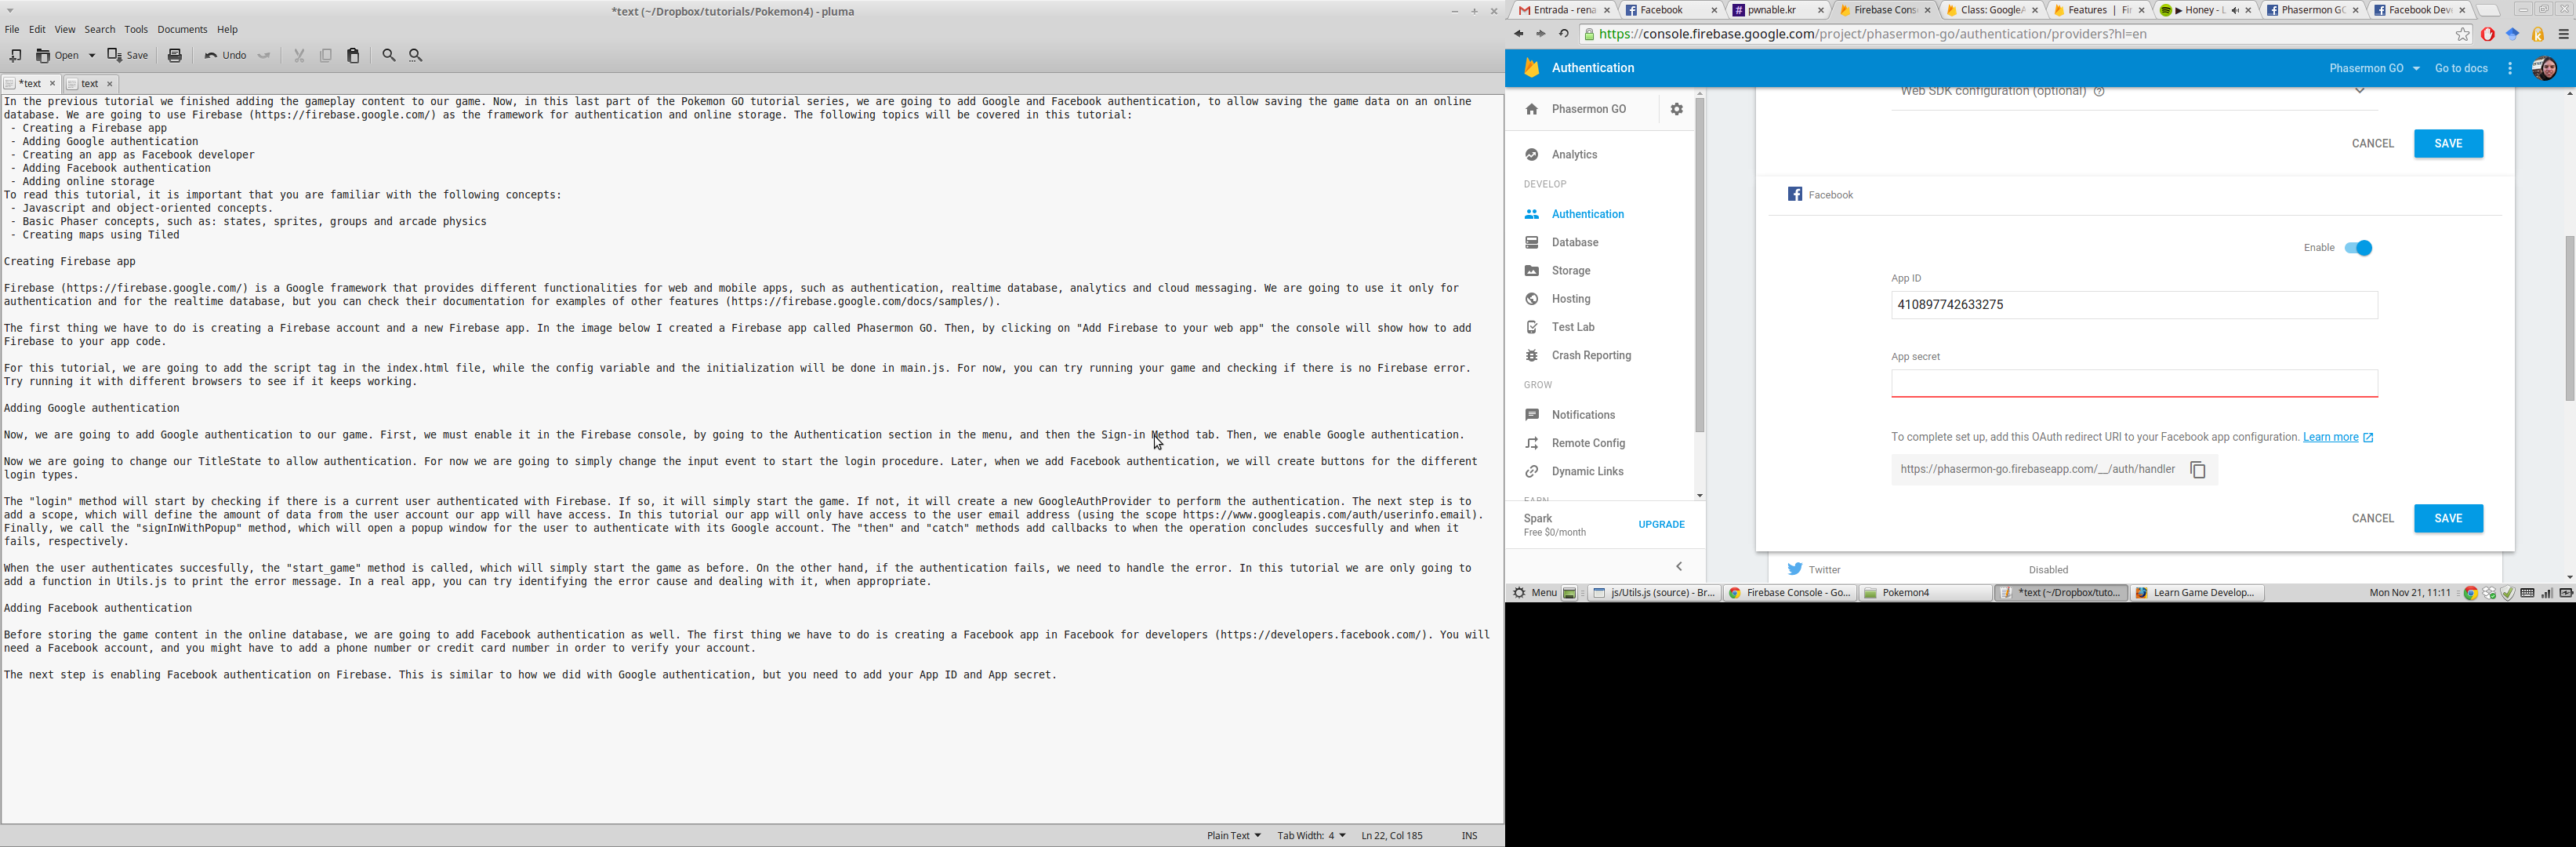 *text (~/Dropbox/tutorials/Pokemon4) - pluma
File Edit View Search Tools Documents Help
Open Save Undo
*text text
In the previous tutorial we finished adding the gameplay content to our game. Now, in this last part of the Pokemon GO tutorial series, we are going to add Google and Facebook authentication, to allow saving the game data on an online
database. We are going to use Firebase (https://firebase.google.com/) as the framework for authentication and online storage. The following topics will be covered in this tutorial:
- Creating a Firebase app
- Adding Google authentication
- Creating an app as Facebook developer
- Adding Facebook authentication
- Adding online storage
To read this tutorial, it is important that you are familiar with the following concepts:
- Javascript and object-oriented concepts.
- Basic Phaser concepts, such as: states, sprites, groups and arcade physics
- Creating maps using Tiled
Creating Firebase app
Firebase (https://firebase.google.com/) is a Google framework that provides different functionalities for web and mobile apps, such as authentication, realtime database, analytics and cloud messaging. We are going to use it only for
authentication and for the realtime database, but you can check their documentation for examples of other features (https://firebase.google.com/docs/samples/).
The first thing we have to do is creating a Firebase account and a new Firebase app. In the image below I created a Firebase app called Phasermon GO. Then, by clicking on "Add Firebase to your web app" the console will show how to add
Firebase to your app code.
For this tutorial, we are going to add the script tag in the index.html file, while the config variable and the initialization will be done in main.js. For now, you can try running your game and checking if there is no Firebase error.
Try running it with different browsers to see if it keeps working.
Adding Google authentication
Now, we are going to add Google authentication to our game. First, we must enable it in the Firebase console, by going to the Authentication section in the menu, and then the Sign-in Method tab. Then, we enable Google authentication.
Now we are going to change our TitleState to allow authentication. For now we are going to simply change the input event to start the login procedure. Later, when we add Facebook authentication, we will create buttons for the different
login types.
The "login" method will start by checking if there is a current user authenticated with Firebase. If so, it will simply start the game. If not, it will create a new GoogleAuthProvider to perform the authentication. The next step is to
add a scope, which will define the amount of data from the user account our app will have access. In this tutorial our app will only have access to the user email address (using the scope https://www.googleapis.com/auth/userinfo.email).
Finally, we call the "signInWithPopup" method, which will open a popup window for the user to authenticate with its Google account. The "then" and "catch" methods add callbacks to when the operation concludes succesfully and when it
fails, respectively.
When the user authenticates succesfully, the "start_game" method is called, which will simply start the game as before. On the other hand, if the authentication fails, we need to handle the error. In this tutorial we are only going to
add a function in Utils.js to print the error message. In a real app, you can try identifying the error cause and dealing with it, when appropriate.
Adding Facebook authentication
Before storing the game content in the online database, we are going to add Facebook authentication as well. The first thing we have to do is creating a Facebook app in Facebook for developers (https://developers.facebook.com/). You will
need a Facebook account, and you might have to add a phone number or credit card number in order to verify your account.
The next step is enabling Facebook authentication on Firebase. This is similar to how we did with Google authentication, but you need to add your App ID and App secret.
Plain Text Tab Width: 4 Ln 22, Col 185 INS
Entrada - rena Facebook pwnable.kr Firebase Cons Class: GoogleA Features | Fir Honey - L Phasermon GO Facebook Dev
https://console.firebase.google.com/project/phasermon-go/authentication/providers?hl=en
Authentication Phasermon GO Go to docs
Phasermon GO
Analytics
DEVELOP
Authentication
Database
Storage
Hosting
Test Lab
Crash Reporting
GROW
Notifications
Remote Config
Dynamic Links
EARN
Spark
Free $0/month
UPGRADE
Web SDK configuration (optional)
CANCEL SAVE
Facebook
Enable
App ID
410897742633275
App secret
To complete set up, add this OAuth redirect URI to your Facebook app configuration. Learn more
https://phasermon-go.firebaseapp.com/__/auth/handler
CANCEL SAVE
Twitter Disabled
Menu js/Utils.js (source) - Br... Firebase Console - Go... Pokemon4 *text (~/Dropbox/tuto... Learn Game Develop... Mon Nov 21, 11:11